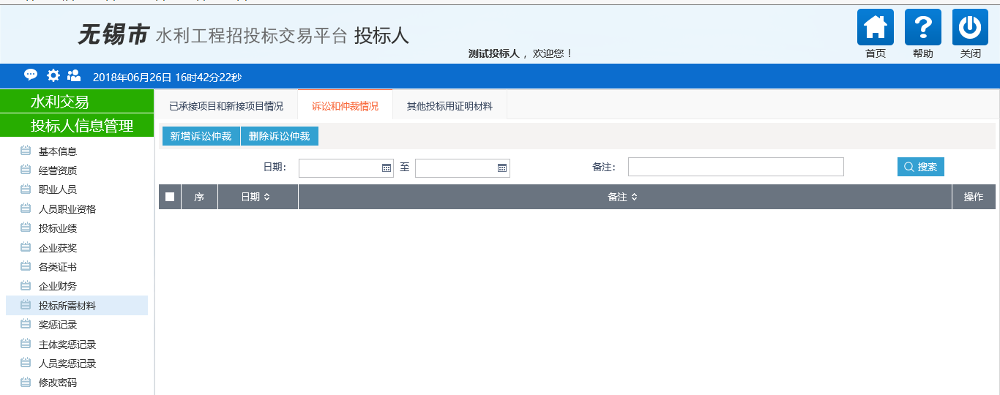 无锡市 水利工程招投标交易平台 投标人
测试投标人 ，欢迎您！
首页 帮助 关闭
2018年06月26日 16时42分22秒
水利交易
投标人信息管理
基本信息
经营资质
职业人员
人员职业资格
投标业绩
企业获奖
各类证书
企业财务
投标所需材料
奖惩记录
主体奖惩记录
人员奖惩记录
修改密码
已承接项目和新接项目情况 诉讼和仲裁情况 其他投标用证明材料
新增诉讼仲裁 删除诉讼仲裁
日期： 至 备注： 搜索
序 日期 备注 操作